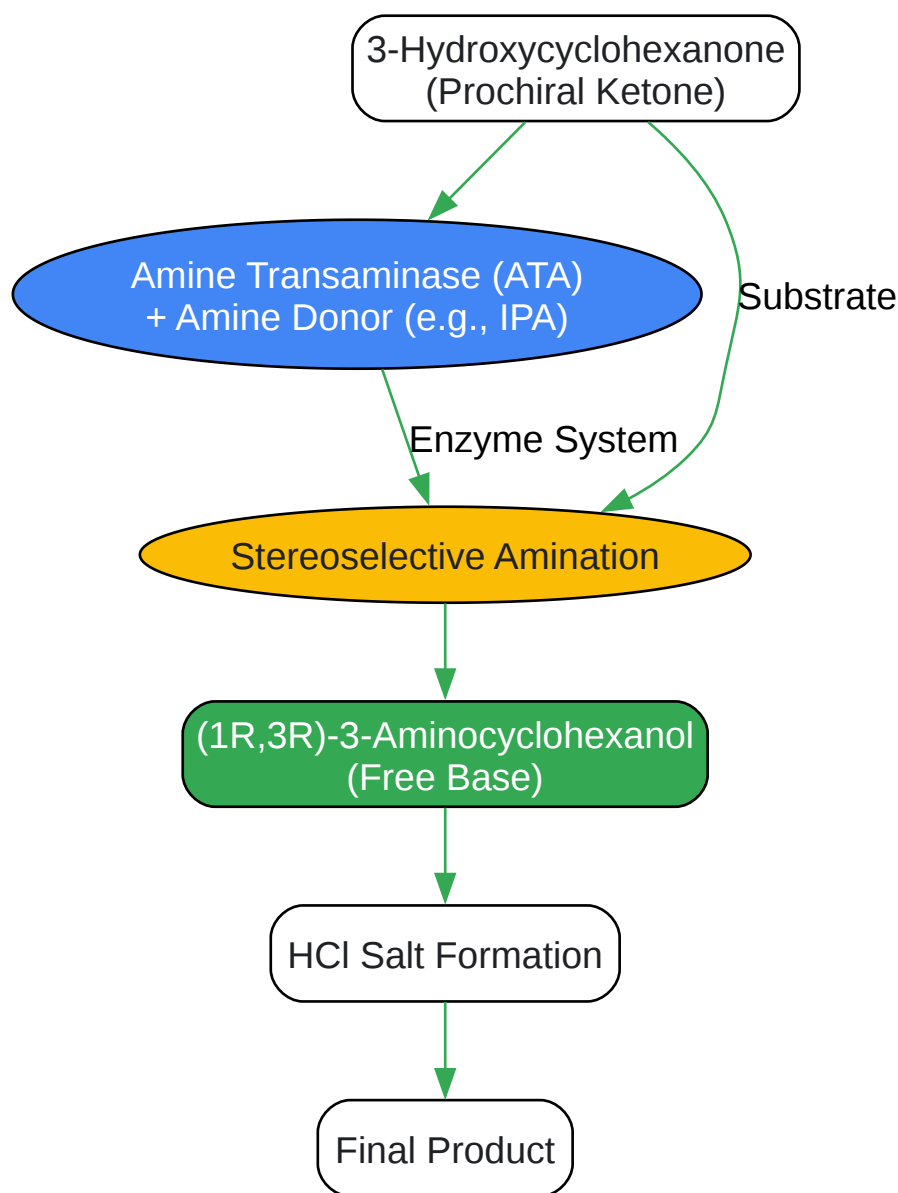 3-Hydroxycyclohexanone
(Prochiral Ketone)
Amine Transaminase (ATA)
+ Amine Donor (e.g., IPA)
Substrate
Enzyme System
Stereoselective Amination
(1R,3R)-3-Aminocyclohexanol
(Free Base)
HCl Salt Formation
Final Product